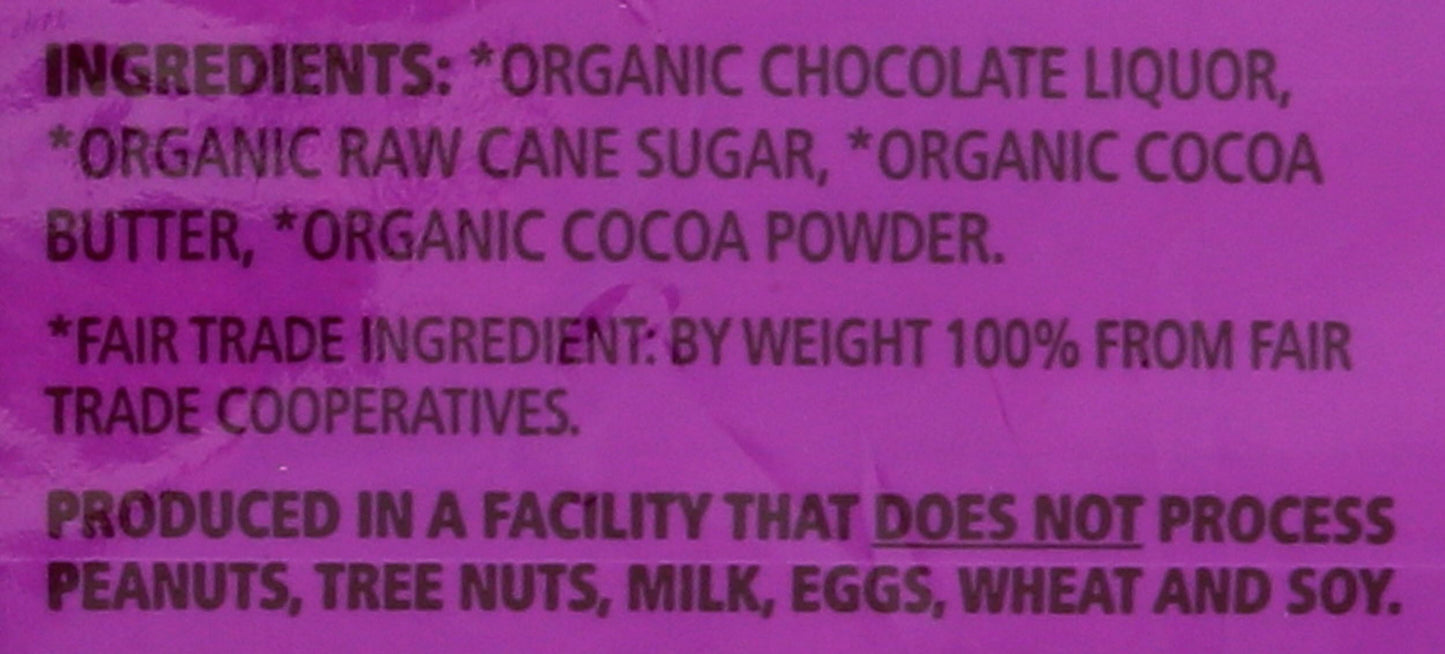 INGREDIENTS: *ORGANIC CHOCOLATE LIQUOR,
*ORGANIC RAW CANE SUGAR, *ORGANIC COCOA
BUTTER, *ORGANIC COCOA POWDER.
*FAIR TRADE INGREDIENT: BY WEIGHT 100% FROM FAIR
TRADE COOPERATIVES.
PRODUCED IN A FACILITY THAT DOES NOT PROCESS
PEANUTS, TREE NUTS, MILK, EGGS, WHEAT AND SOY.